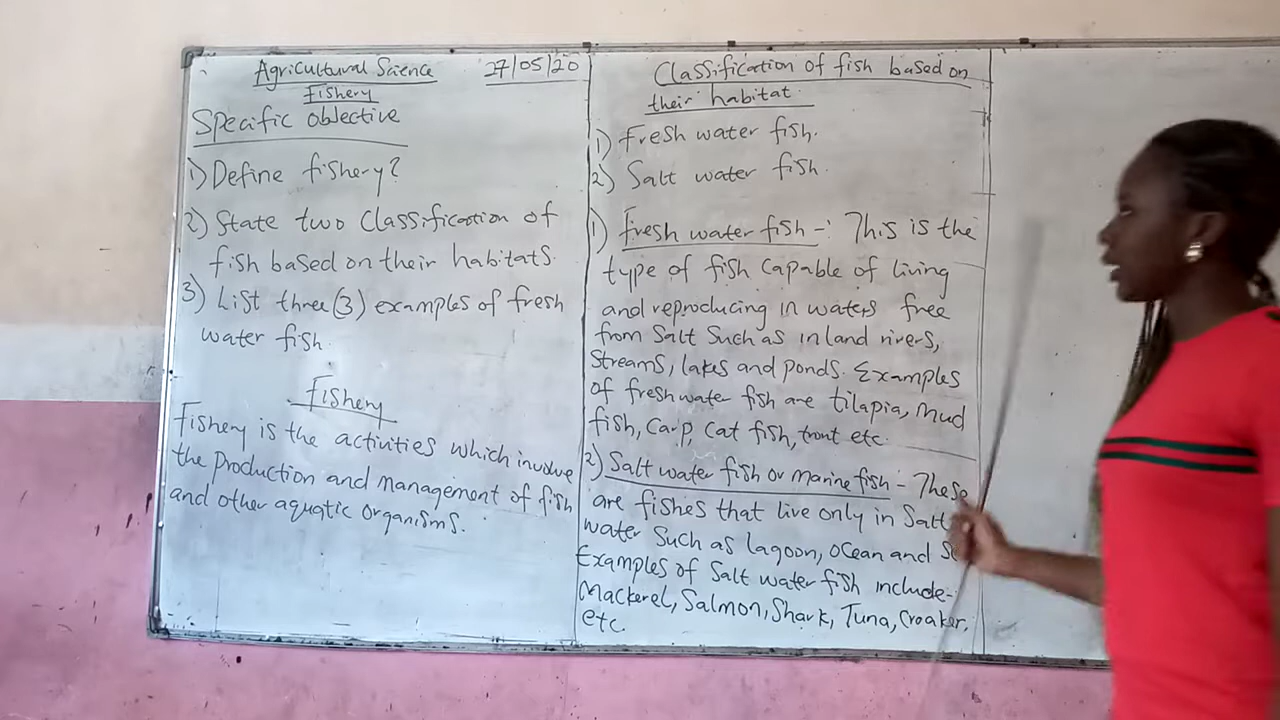 Agricultural Science 27/05/20
Fishery
Specific objective
1) Define fishery?
2) State two Classification of
fish based on their habitats.
3) List three (3) examples of fresh
water fish.
Fishery
Fishery is the activities which involve
the production and management of fish
and other aquatic organisms.
Classification of fish based on
their habitat.
1) Fresh water fish.
2) Salt water fish.
1) Fresh water fish -: This is the
type of fish capable of living
and reproducing in waters free
from salt such as inland rivers,
streams, lakes and ponds. Examples
of freshwater fish are tilapia, mud
fish, carp, cat fish, trout etc.
2) Salt water fish or marine fish - These
are fishes that live only in Salt
water such as lagoon, ocean and
Examples of Salt water fish include-
Mackerel, Salmon, Shark, Tuna, Croaker,
etc.